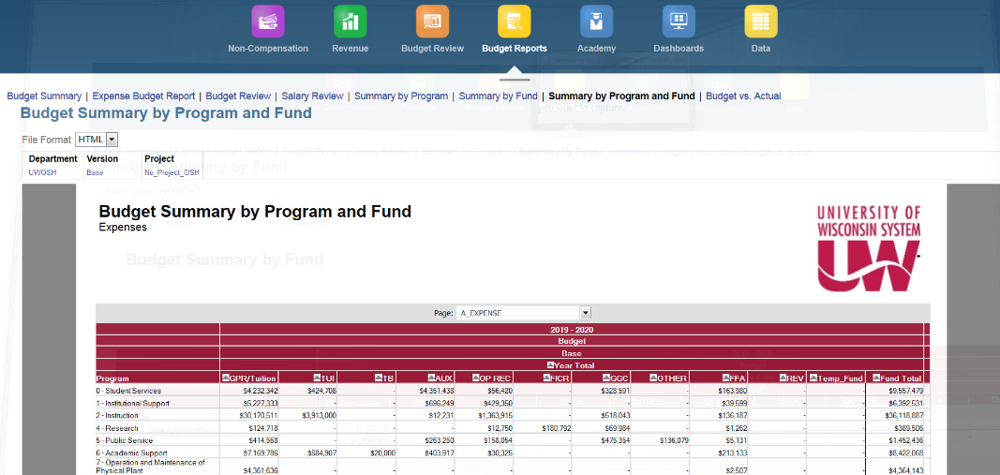 Non-Compensation Revenue Budget Review Budget Reports Academy Dashboards Data
Budget Summary | Expense Budget Report | Budget Review | Salary Review | Summary by Program | Summary by Fund | Summary by Program and Fund | Budget vs. Actual
Budget Summary by Program and Fund
File Format HTML
Department Version Project
UWOSH Base No_Project_OSH
Budget Summary by Program and Fund
Expenses
UNIVERSITY OF
WISCONSIN SYSTEM
UW
Budget Summary by Fund
Page: A_EXPENSE
2019 - 2020
Budget
Base
Year Total
Program GPR/Tuition TUI TB AUX OP REC FICR GGC OTHER FFA REV Temp_Fund Fund Total
0 - Student Services $4,232,342 $424,708 - $4,351,438 $56,420 - $328,591 - $163,980 - - $9,557,479
1 - Institutional Support $5,227,333 - - $696,249 $429,350 - - - $39,599 - - $6,392,531
2 - Instruction $30,170,511 $3,913,000 - $12,231 $1,363,915 - $518,043 - $136,187 - - $36,118,887
4 - Research $124,718 - - - $12,750 $180,792 $69,984 - $1,262 - - $389,506
5 - Public Service $414,568 - - $263,250 $158,054 - $475,354 $136,079 $5,131 - - $1,452,436
6 - Academic Support $7,169,786 $584,907 $20,000 $403,917 $30,325 - - - $213,133 - - $8,422,068
7 - Operation and Maintenance of
Physical Plant $4,361,636 - - - - - - - $2,507 - - $4,364,143